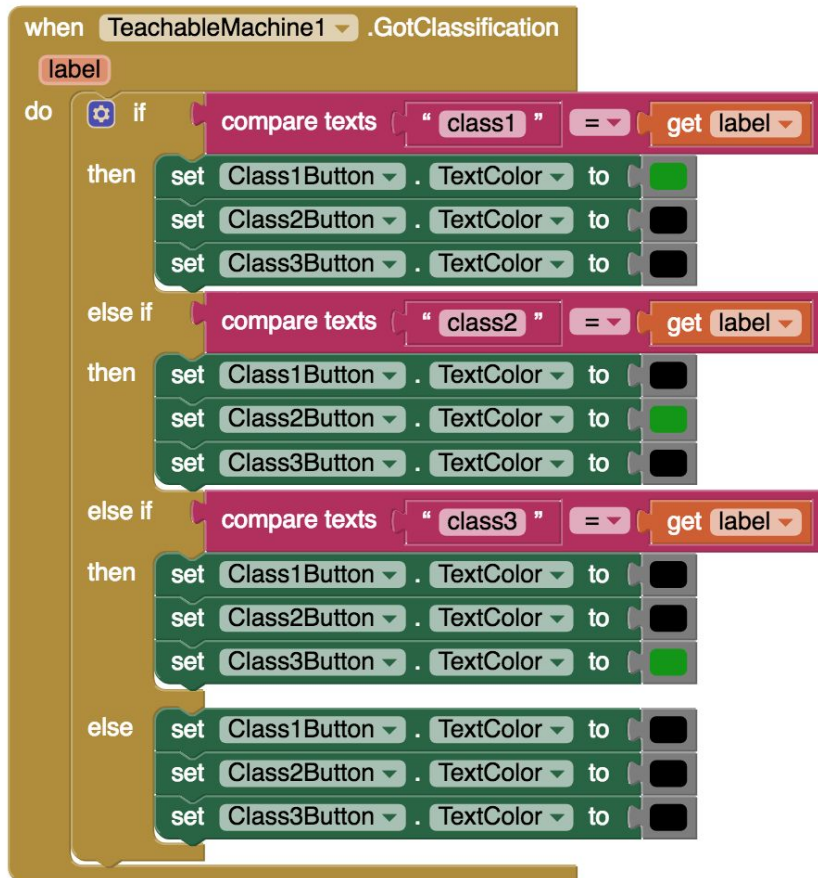 when TeachableMachine1 .GotClassification
label
do if compare texts “ class1 ” = get label
then set Class1Button . TextColor to
set Class2Button . TextColor to
set Class3Button . TextColor to
else if compare texts “ class2 ” = get label
then set Class1Button . TextColor to
set Class2Button . TextColor to
set Class3Button . TextColor to
else if compare texts “ class3 ” = get label
then set Class1Button . TextColor to
set Class2Button . TextColor to
set Class3Button . TextColor to
else set Class1Button . TextColor to
set Class2Button . TextColor to
set Class3Button . TextColor to